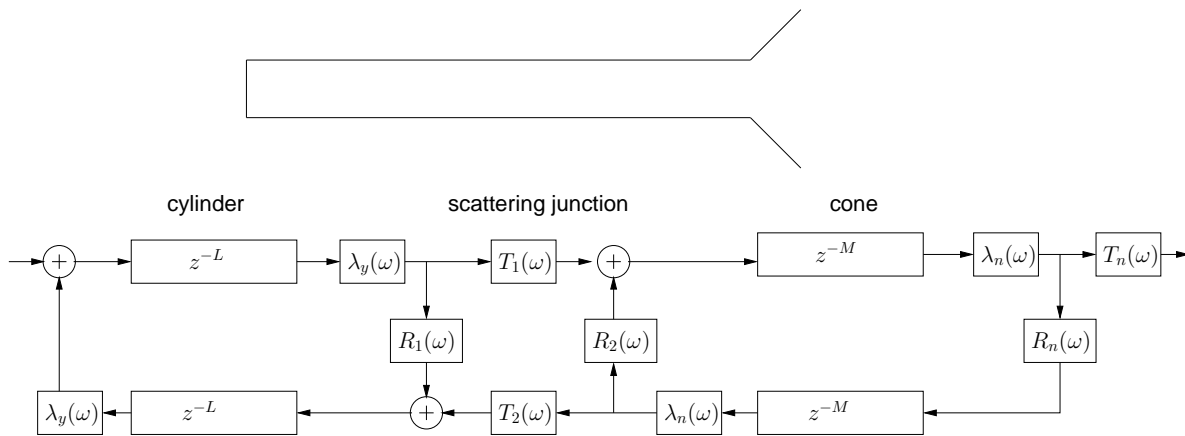 cylinder scattering junction cone
+ z^{-L} λ_y(ω) T_1(ω) + z^{-M} λ_n(ω) T_n(ω)
R_1(ω) R_2(ω) R_n(ω)
λ_y(ω) z^{-L} + T_2(ω) λ_n(ω) z^{-M}